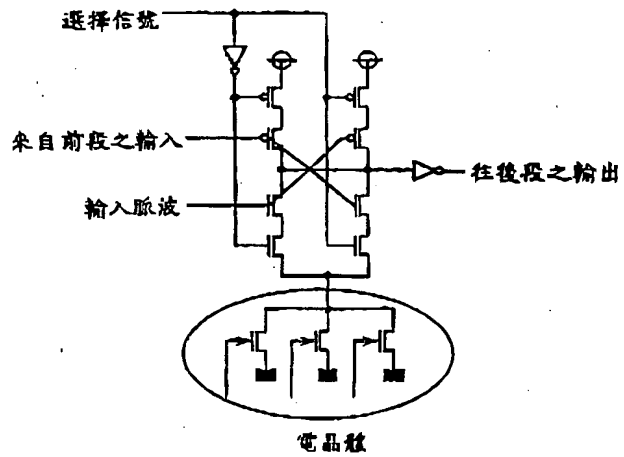 選擇信號
來自前段之輸入
輸入脈波
往後段之輸出
電晶體